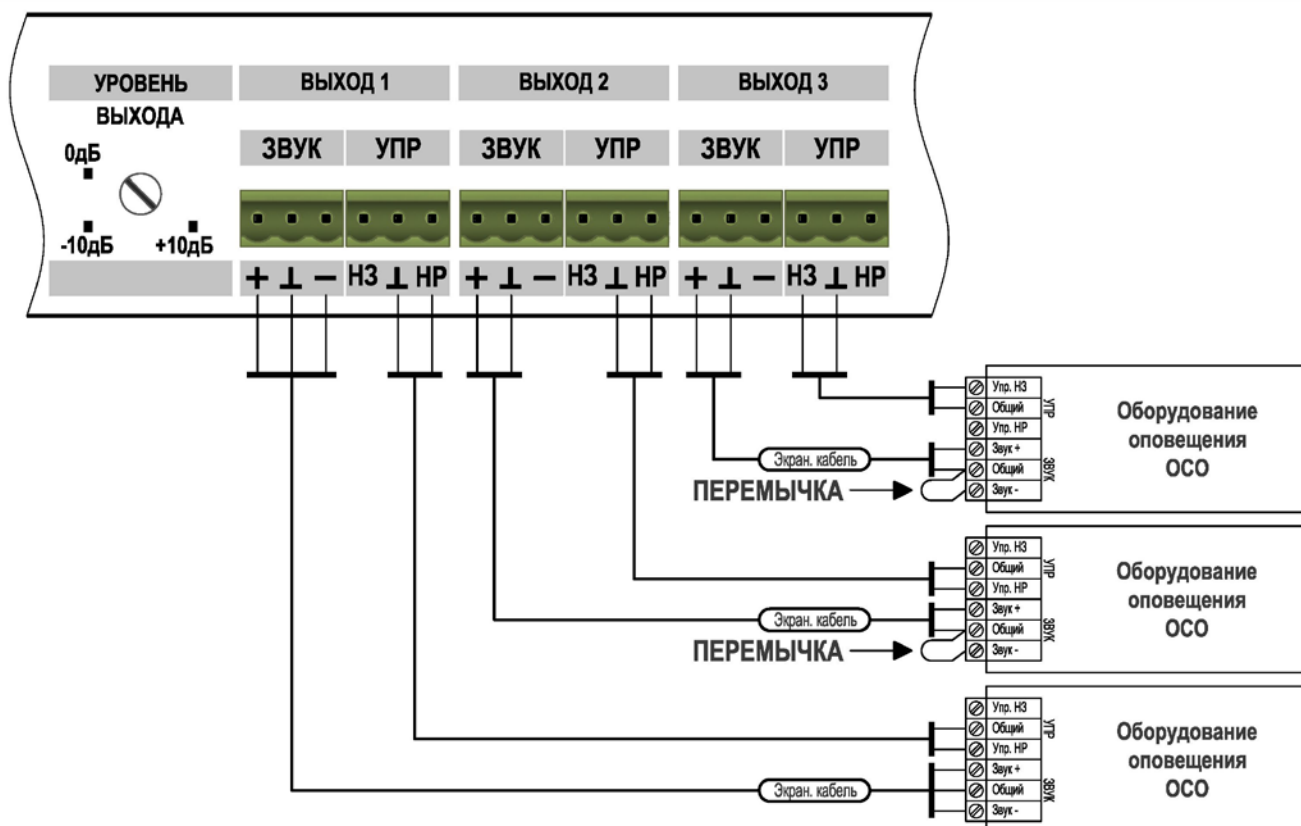 УРОВЕНЬ ВЫХОД 1 ВЫХОД 2 ВЫХОД 3
ВЫХОДА
ЗВУК УПР ЗВУК УПР ЗВУК УПР
0дБ
-10дБ +10дБ
+ ⊥ − НЗ ⊥ НР + ⊥ − НЗ ⊥ НР + ⊥ − НЗ ⊥ НР
Упр. НЗ
Общий
Упр. НР
УПР
Звук +
Общий
Звук -
ЗВУК
Оборудование
оповещения
ОСО
Экран. кабель
ПЕРЕМЫЧКА
Упр. НЗ
Общий
Упр. НР
УПР
Звук +
Общий
Звук -
ЗВУК
Оборудование
оповещения
ОСО
Экран. кабель
ПЕРЕМЫЧКА
Упр. НЗ
Общий
Упр. НР
УПР
Звук +
Общий
Звук -
ЗВУК
Оборудование
оповещения
ОСО
Экран. кабель